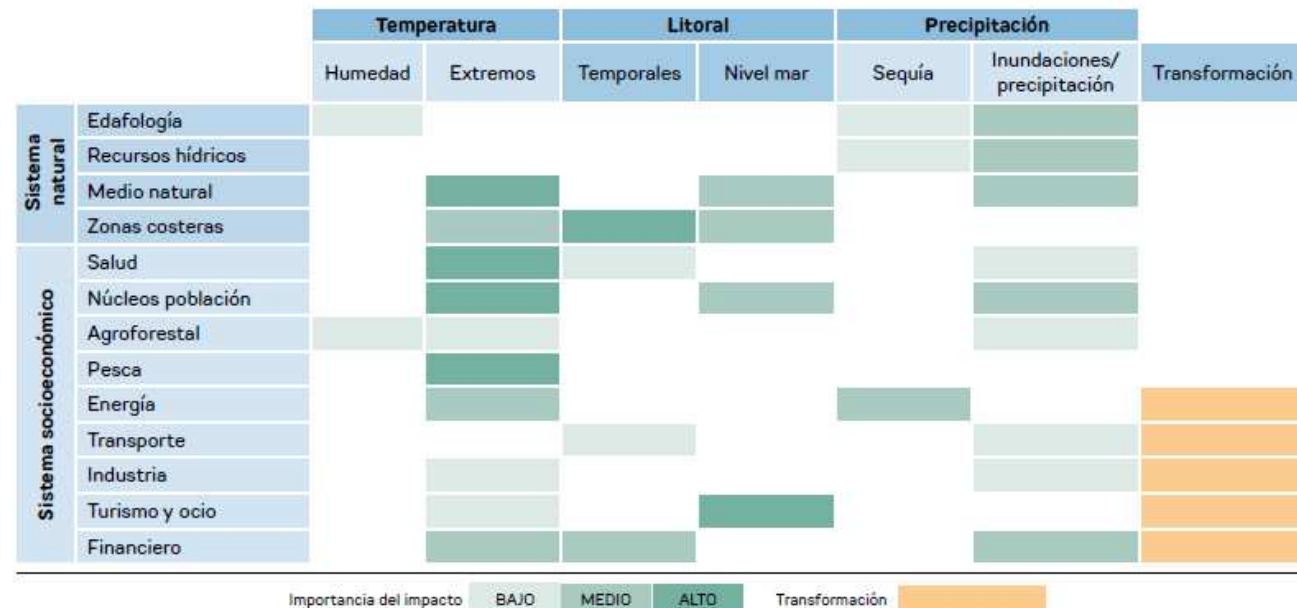 Temperatura Litoral Precipitación
Humedad Extremos Temporales Nivel mar Sequía Inundaciones/
precipitación Transformación
Sistema
natural
Edafología
Recursos hídricos
Medio natural
Zonas costeras
Sistema socioeconómico
Salud
Núcleos población
Agroforestal
Pesca
Energía
Transporte
Industria
Turismo y ocio
Financiero
Importancia del impacto BAJO MEDIO ALTO Transformación